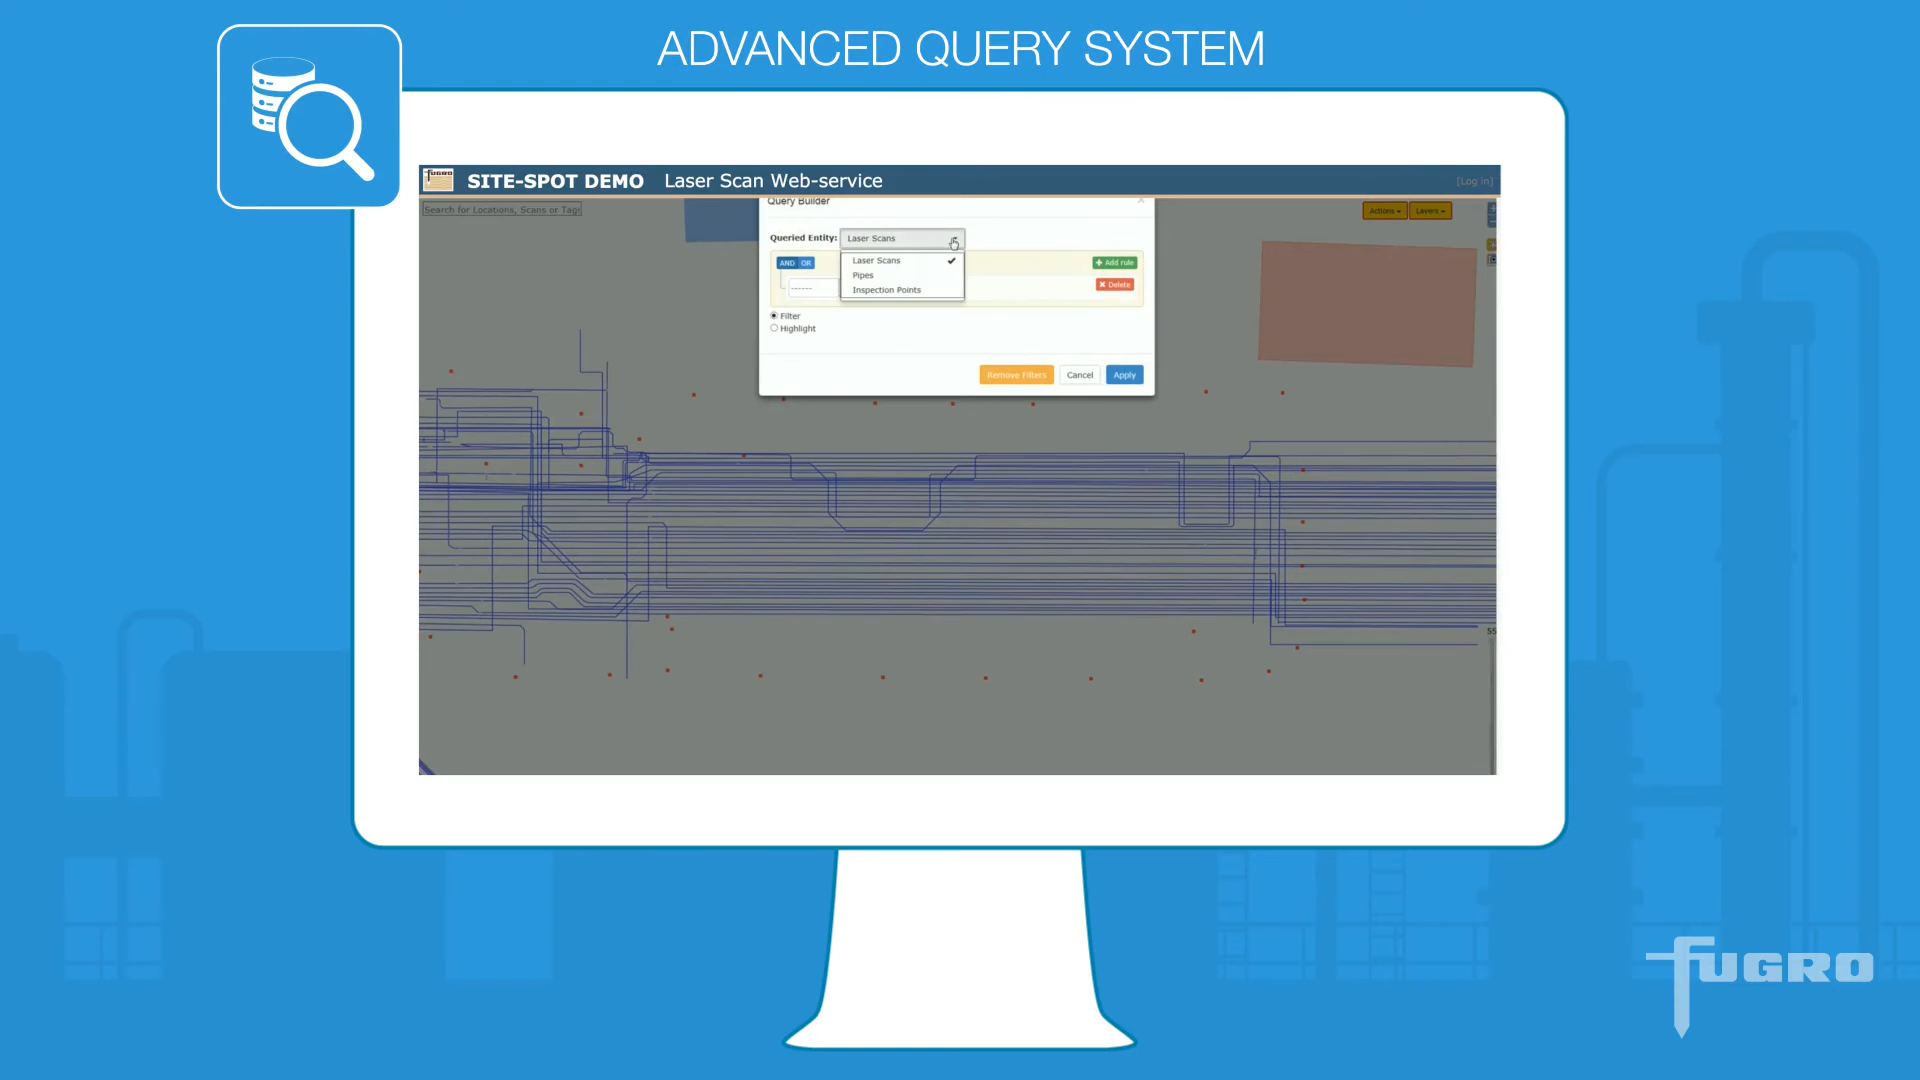 ADVANCED QUERY SYSTEM
FUGRO
SITE-SPOT DEMO Laser Scan Web-service
[Log in]
Search for Locations, Scans or Tags
Query Builder
×
Actions
Layers
Queried Entity: Laser Scans
Laser Scans
Pipes
Inspection Points
AND OR
Add rule
------
Delete
Filter
Highlight
Remove Filters
Cancel
Apply
55
FUGRO